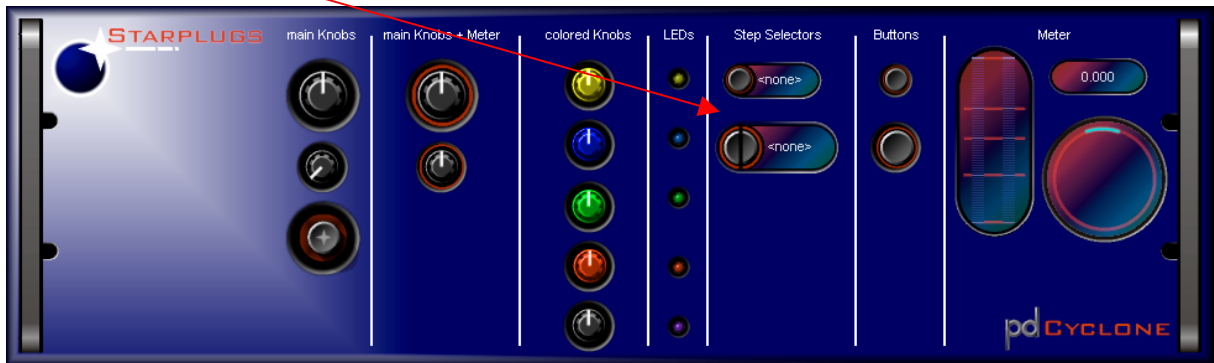 STARPLUGS
main Knobs
main Knobs + Meter
colored Knobs
LEDs
Step Selectors
Buttons
Meter
<none>
0.000
<none>
pd CYCLONE